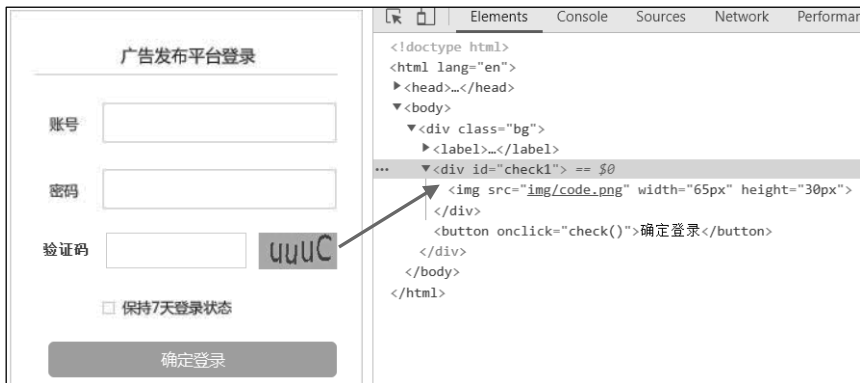 广告发布平台登录
账号
密码
验证码 uuuC
保持7天登录状态
确定登录
Elements Console Sources Network Performar
<!doctype html>
<html lang="en">
▶<head>…</head>
▼<body>
▼<div class="bg">
▶<label>…</label>
… ▼<div id="check1"> == $0
<img src="img/code.png" width="65px" height="30px">
</div>
<button onclick="check()">确定登录</button>
</div>
</body>
</html>